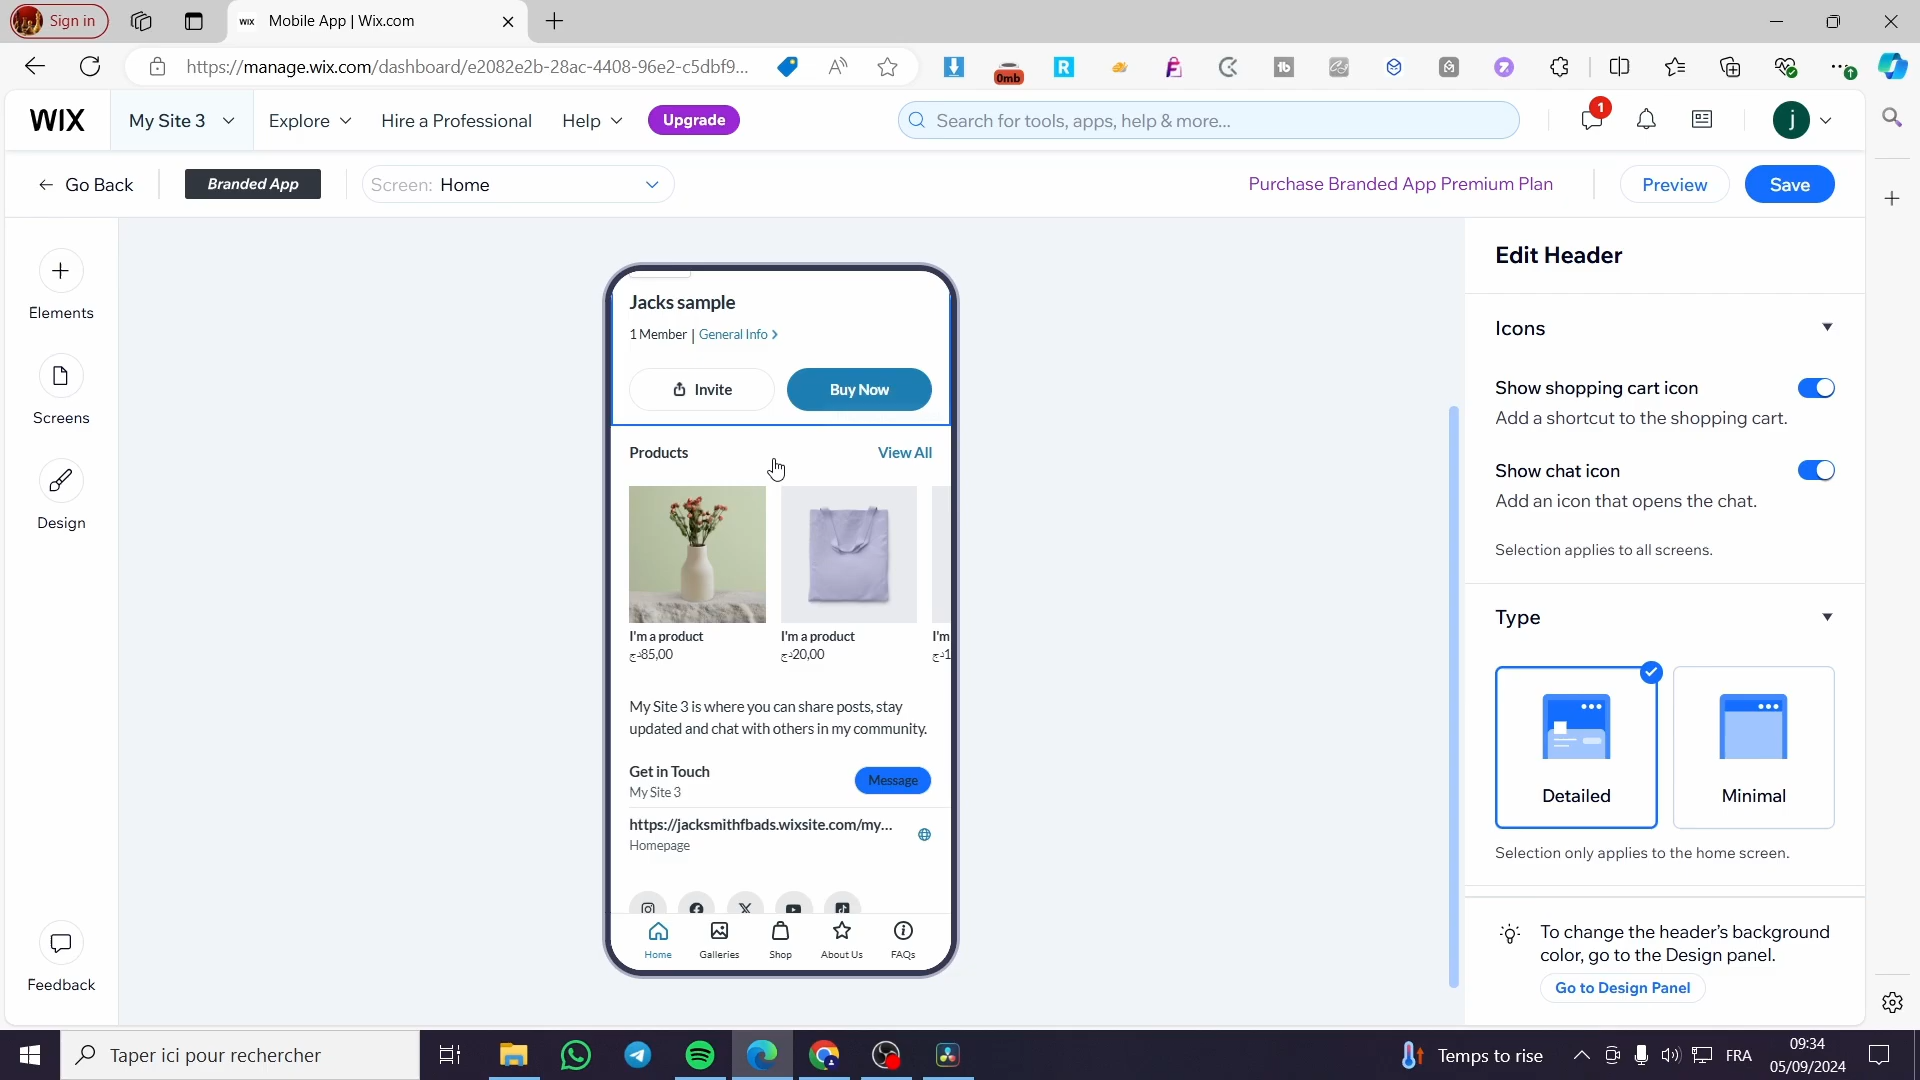 Sign in
WIX
Mobile App | Wix.com
https://manage.wix.com/dashboard/e2082e2b-28ac-4408-96e2-c5dbf9...
0mb
WIX
My Site 3
Explore
Hire a Professional
Help
Upgrade
Search for tools, apps, help & more...
1
j
Go Back
Branded App
Screen: Home
Purchase Branded App Premium Plan
Preview
Save
Elements
Screens
Design
Feedback
Jacks sample
1 Member | General Info >
Invite
Buy Now
Products
View All
I'm a product
I'm a product
I'm
85,00دج
20,00دج
My Site 3 is where you can share posts, stay
updated and chat with others in my community.
Get in Touch
My Site 3
Message
https://jacksmithfbads.wixsite.com/my...
Homepage
Home
Galleries
Shop
About Us
FAQs
Edit Header
Icons
Show shopping cart icon
Add a shortcut to the shopping cart.
Show chat icon
Add an icon that opens the chat.
Selection applies to all screens.
Type
Detailed
Minimal
Selection only applies to the home screen.
To change the header's background
color, go to the Design panel.
Go to Design Panel
Taper ici pour rechercher
Temps to rise
FRA
09:34
05/09/2024